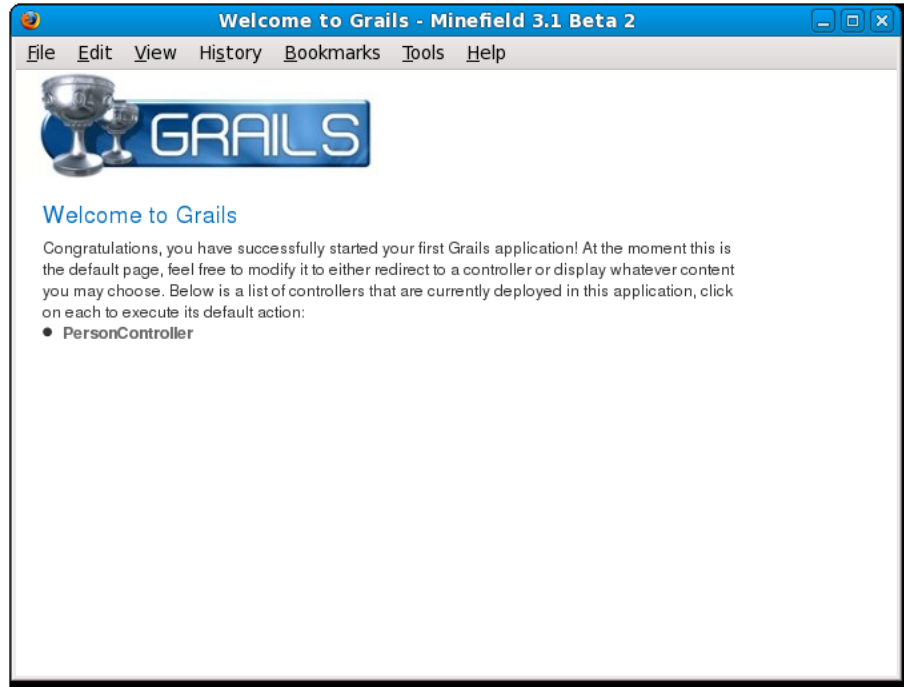 Welcome to Grails - Minefield 3.1 Beta 2
File Edit View History Bookmarks Tools Help
GRAILS
Welcome to Grails
Congratulations, you have successfully started your first Grails application! At the moment this is
the default page, feel free to modify it to either redirect to a controller or display whatever content
you may choose. Below is a list of controllers that are currently deployed in this application, click
on each to execute its default action:
PersonController